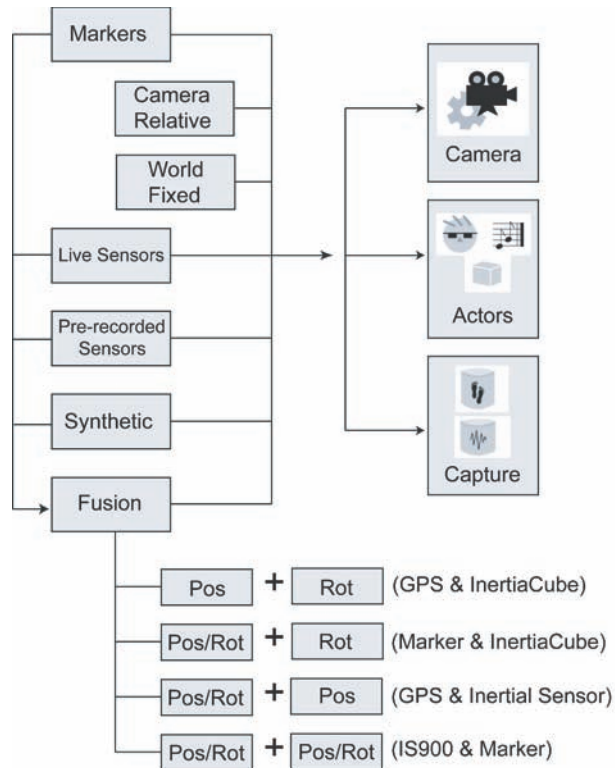 Markers
Camera
Relative
World
Fixed
Live Sensors
Pre-recorded
Sensors
Synthetic
Fusion
Camera
Actors
Capture
Pos + Rot (GPS & InertiaCube)
Pos/Rot + Rot (Marker & InertiaCube)
Pos/Rot + Pos (GPS & Inertial Sensor)
Pos/Rot + Pos/Rot (IS900 & Marker)